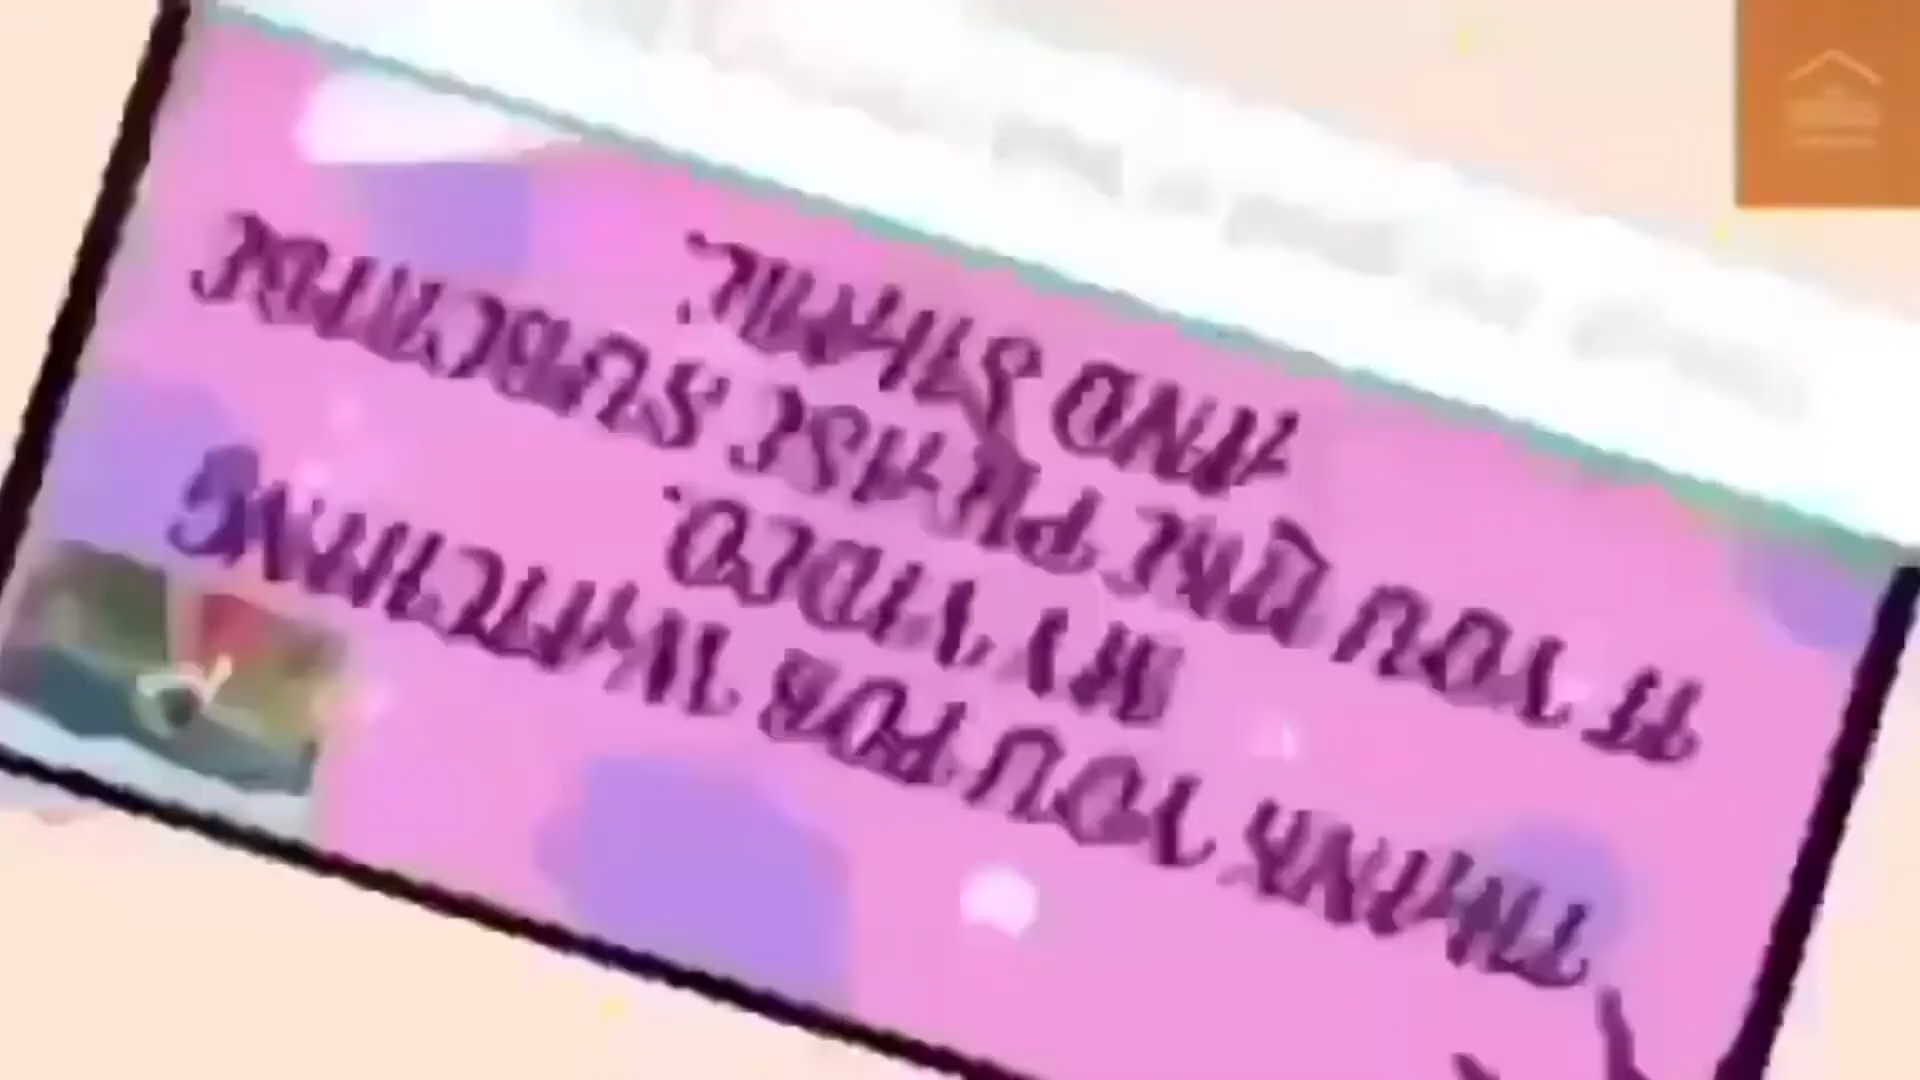 THANK YOU FOR WATCHING
MY VIDEO.
IF YOU LIKE PLEASE SUBSCRIBE
AND SHARE.